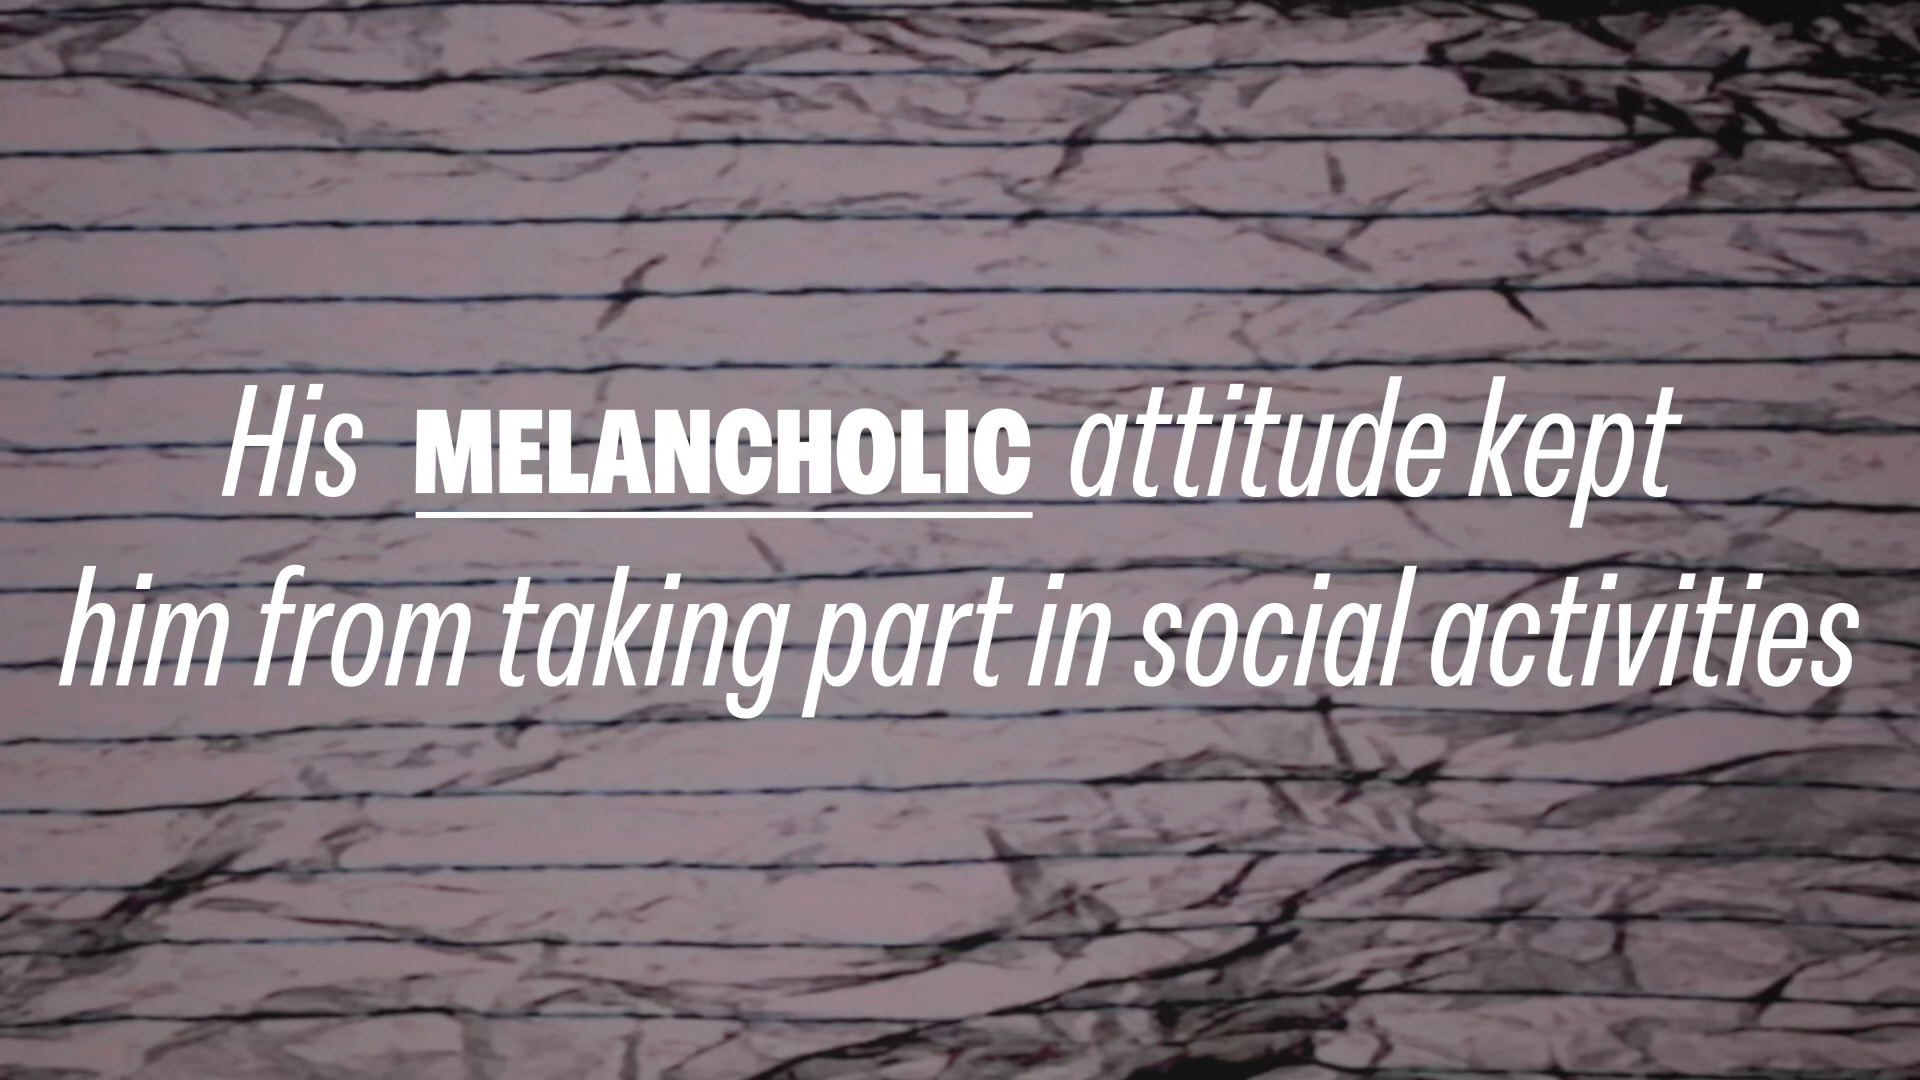 His MELANCHOLIC attitude kept
him from taking part in social activities